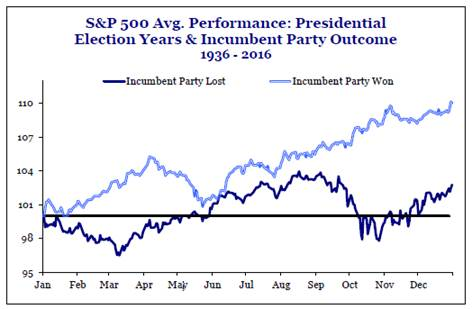 S&P 500 Avg. Performance: Presidential
Election Years & Incumbent Party Outcome
1936 - 2016
Incumbent Party Lost
Incumbent Party Won
110
107
104
101
98
95
Jan Feb Mar Apr May Jun Jul Aug Sep Oct Nov Dec